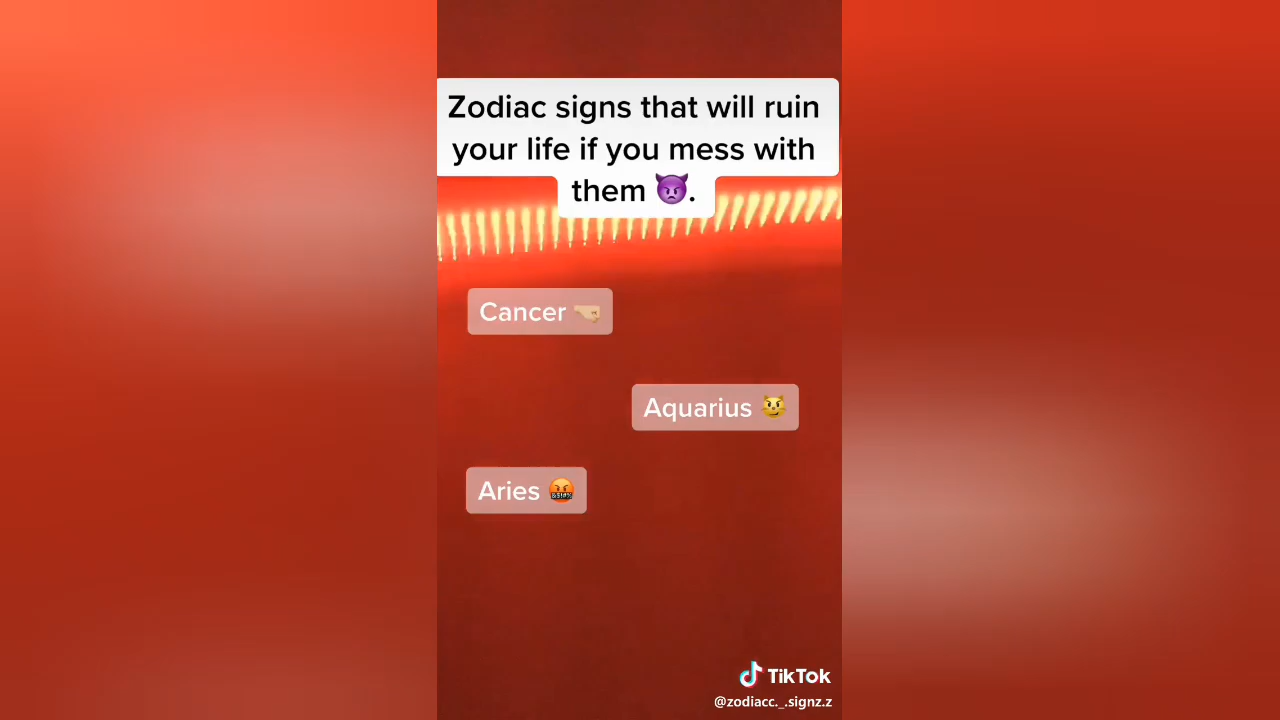 Zodiac signs that will ruin
your life if you mess with
them 👿.
Cancer 🤜🏼
Aquarius 😼
Aries 🤬
TikTok
@zodiacc._.signz.z